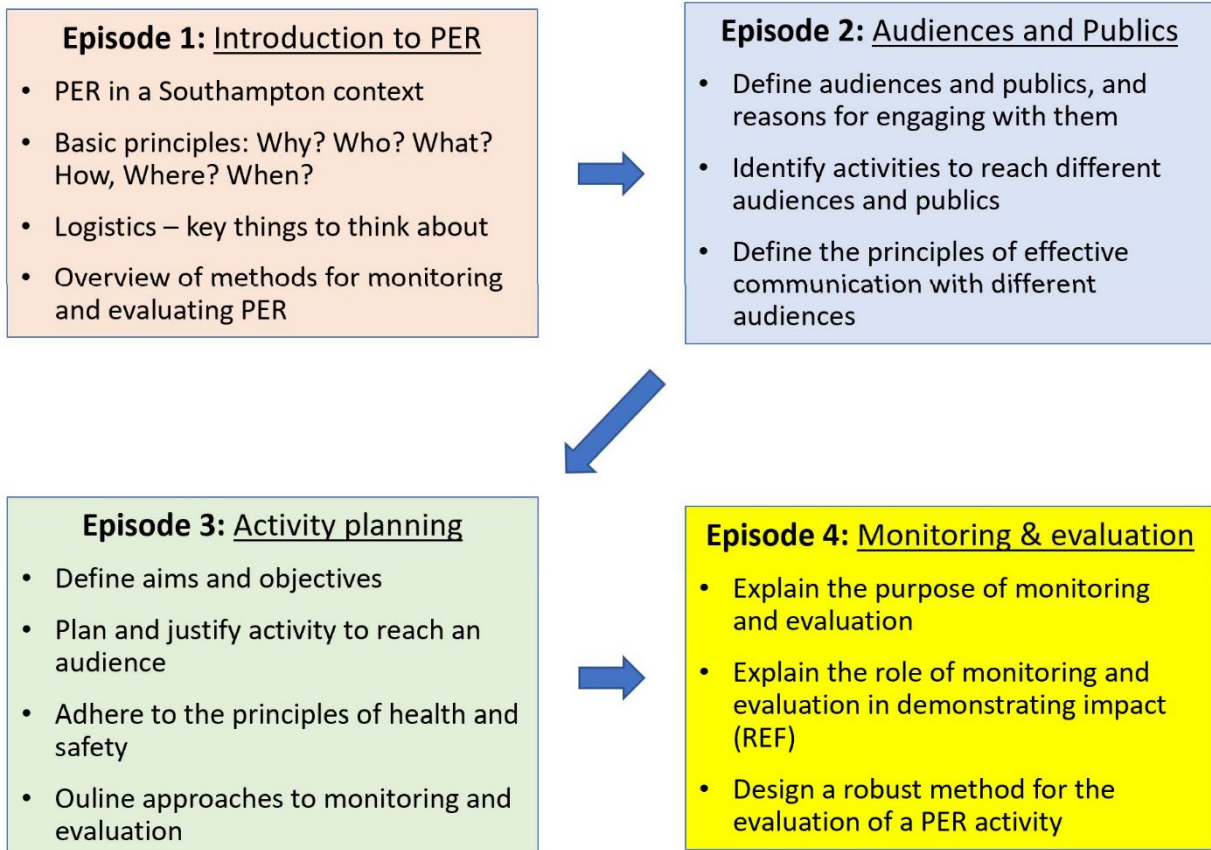 Episode 1: Introduction to PER
• PER in a Southampton context
• Basic principles: Why? Who? What?
How, Where? When?
• Logistics – key things to think about
• Overview of methods for monitoring
and evaluating PER
Episode 2: Audiences and Publics
• Define audiences and publics, and
reasons for engaging with them
• Identify activities to reach different
audiences and publics
• Define the principles of effective
communication with different
audiences
Episode 3: Activity planning
• Define aims and objectives
• Plan and justify activity to reach an
audience
• Adhere to the principles of health and
safety
• Ouline approaches to monitoring and
evaluation
Episode 4: Monitoring & evaluation
• Explain the purpose of monitoring
and evaluation
• Explain the role of monitoring and
evaluation in demonstrating impact
(REF)
• Design a robust method for the
evaluation of a PER activity